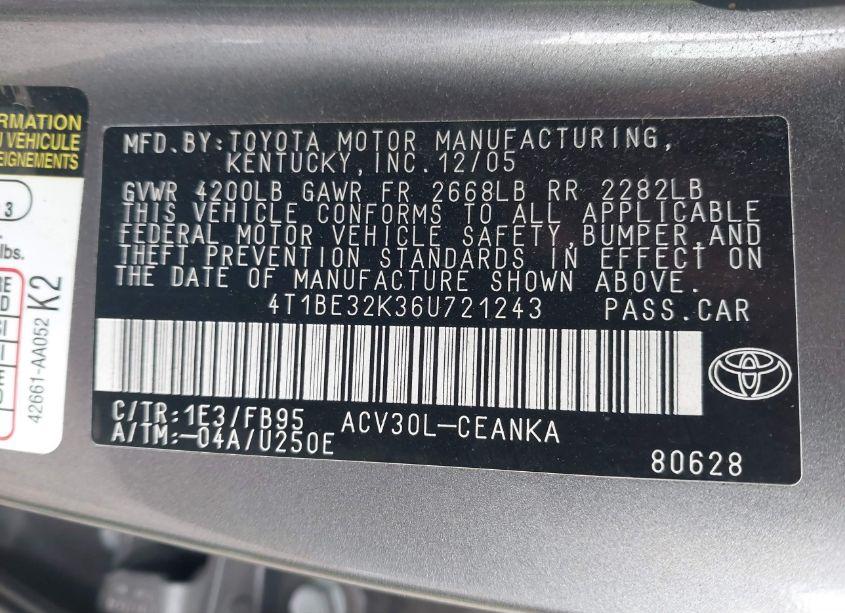 RMATION
VEHICULE
EIGNEMENTS
3
lbs.
42661-AA052
K2
MFD.BY:TOYOTA MOTOR MANUFACTURING,
KENTUCKY,INC.12/05
GVWR 4200LB GAWR FR 2668LB RR 2282LB
THIS VEHICLE CONFORMS TO ALL APPLICABLE
FEDERAL MOTOR VEHICLE SAFETY,BUMPER,AND
THEFT PREVENTION STANDARDS IN EFFECT ON
THE DATE OF MANUFACTURE SHOWN ABOVE.
4T1BE32K36U721243 PASS.CAR
C/TR:1E3/FB95 ACV30L-CEANKA
A/TM:-04A/U250E
80628